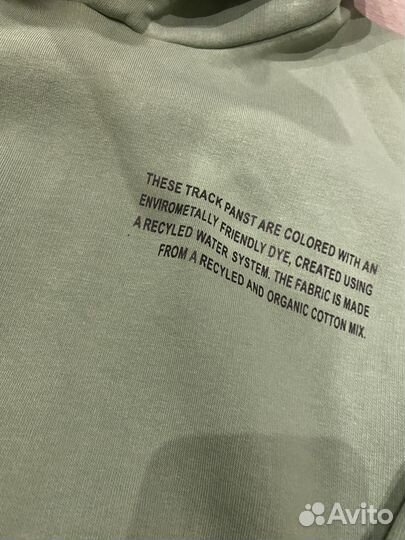 THESE TRACK PANST ARE COLORED WITH AN
ENVIROMETALLY FRIENDLY DYE, CREATED USING
A RECYLED WATER SYSTEM. THE FABRIC IS MADE
FROM A RECYLED AND ORGANIC COTTON MIX.
Avito